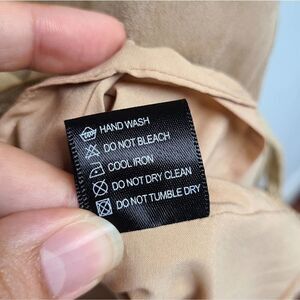 HAND WASH
DO NOT BLEACH
COOL IRON
DO NOT DRY CLEAN
DO NOT TUMBLE DRY